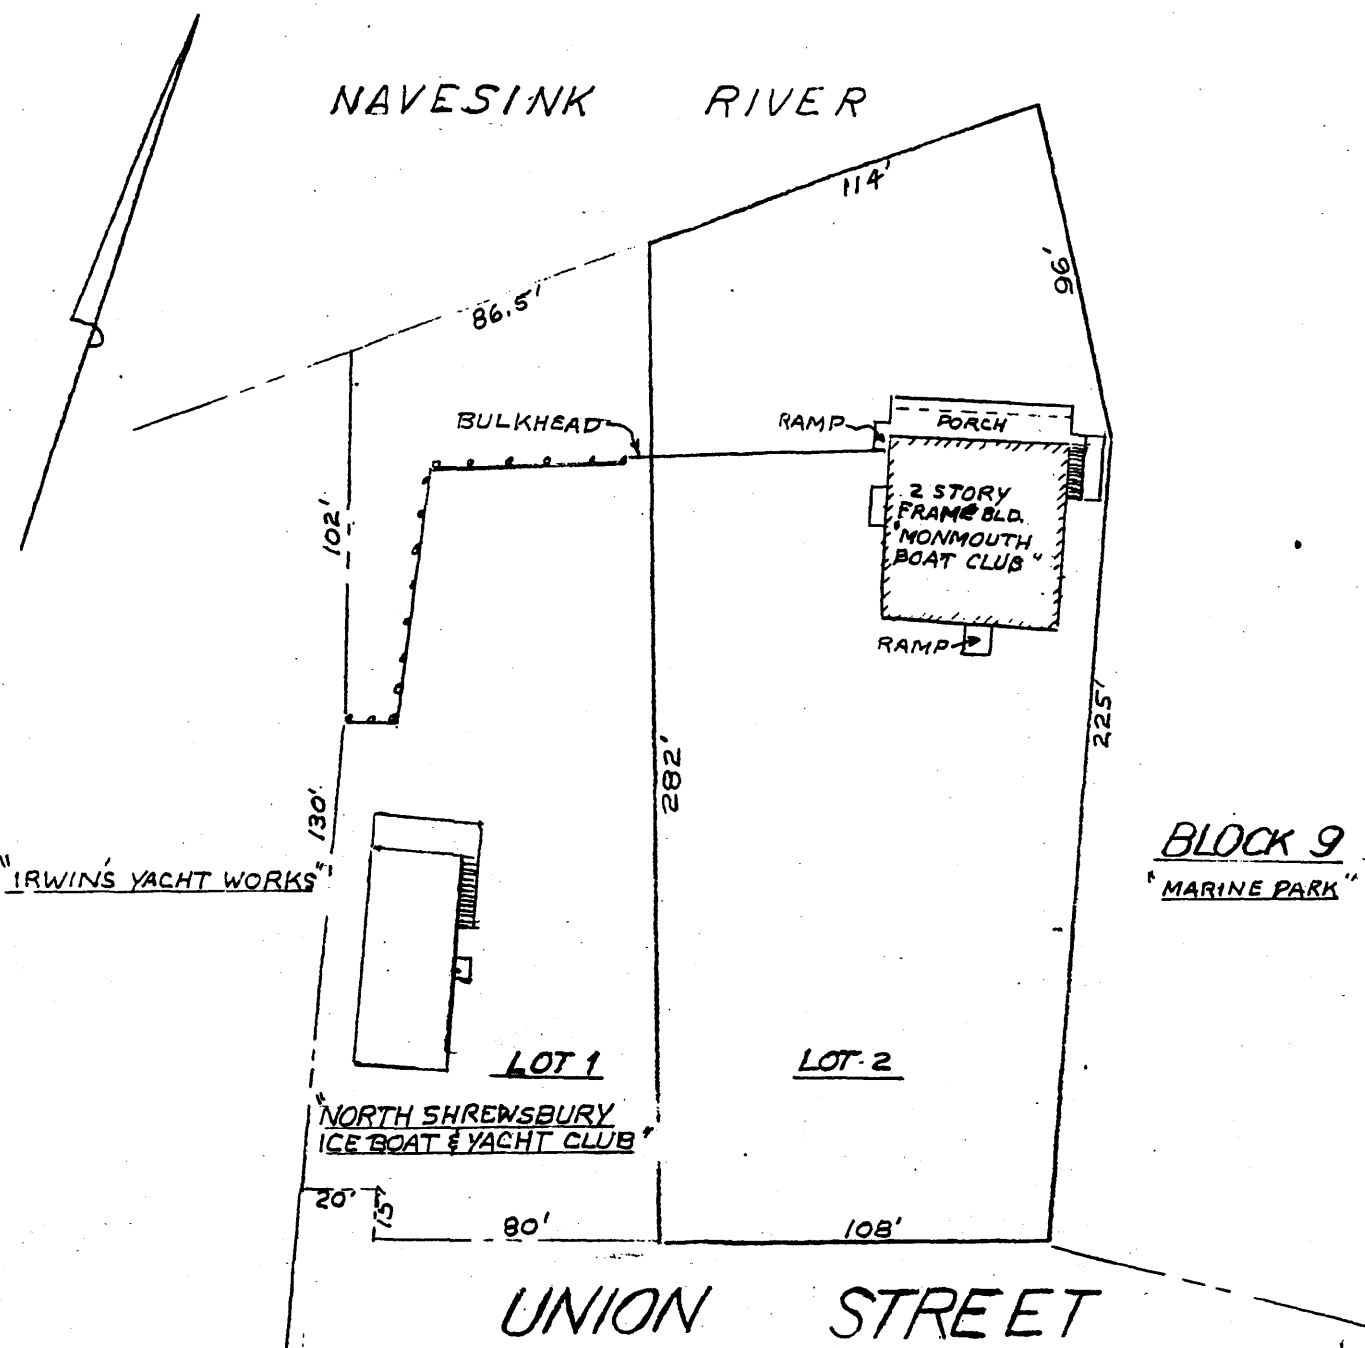 NAVESINK RIVER
114'
96'
86.5'
BULKHEAD
RAMP
PORCH
2 STORY
FRAME BLD.
"MONMOUTH
BOAT CLUB"
RAMP
102'
282'
225'
130'
"IRWIN'S YACHT WORKS"
BLOCK 9
"MARINE PARK"
LOT 1
LOT 2
"NORTH SHREWSBURY
ICE BOAT & YACHT CLUB"
20'
15'
80'
108'
UNION STREET